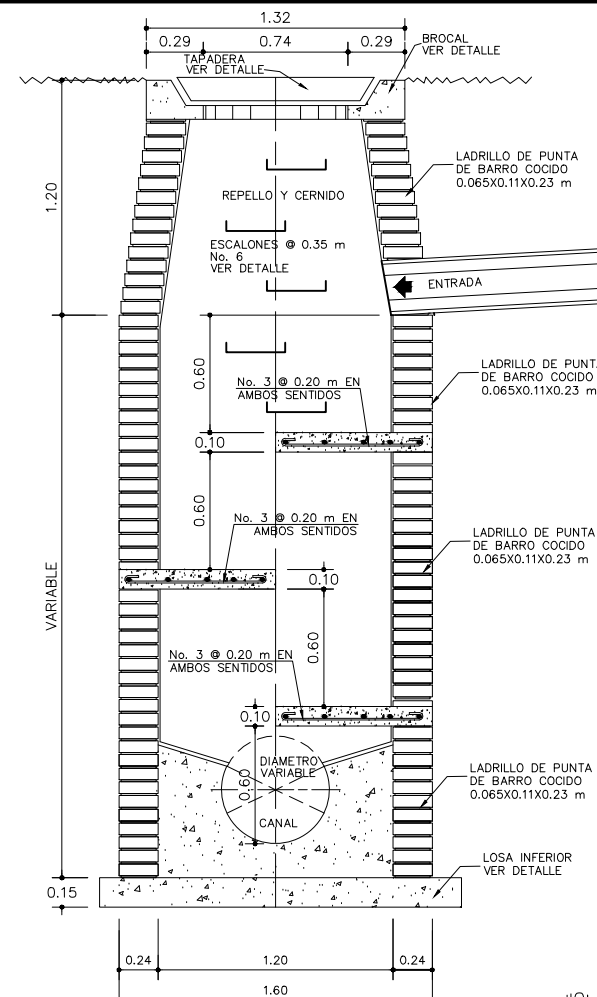 1.32
0.29
0.74
0.29
BROCAL
VER DETALLE
TAPADERA
VER DETALLE
LADRILLO DE PUNTA
DE BARRO COCIDO
0.065X0.11X0.23 m
1.20
REPELLO Y CERNIDO
ESCALONES @ 0.35 m
No. 6
VER DETALLE
ENTRADA
0.60
LADRILLO DE PUNTA
DE BARRO COCIDO
0.065X0.11X0.23 m
No. 3 @ 0.20 m EN
AMBOS SENTIDOS
0.10
0.60
No. 3 @ 0.20 m EN
AMBOS SENTIDOS
LADRILLO DE PUNTA
DE BARRO COCIDO
0.065X0.11X0.23 m
0.10
VARIABLE
0.60
No. 3 @ 0.20 m EN
AMBOS SENTIDOS
0.10
DIAMETRO
VARIABLE
0.60
CANAL
LADRILLO DE PUNTA
DE BARRO COCIDO
0.065X0.11X0.23 m
LOSA INFERIOR
VER DETALLE
0.15
0.24
1.20
0.24
1.60